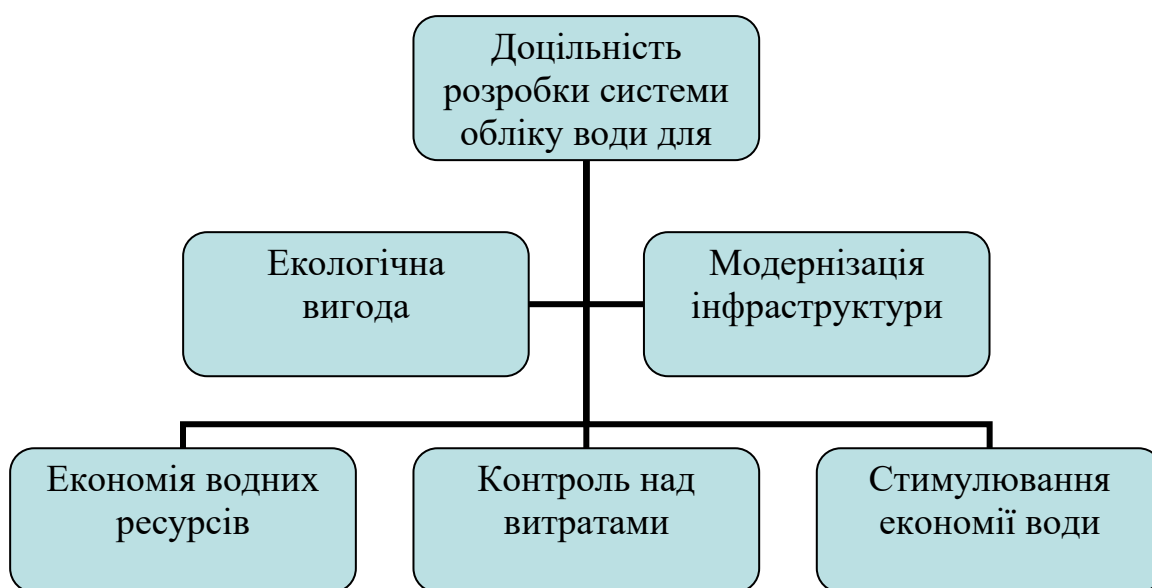 Доцільність
розробки системи
обліку води для
Екологічна
вигода
Модернізація
інфраструктури
Економія водних
ресурсів
Контроль над
витратами
Стимулювання
економії води